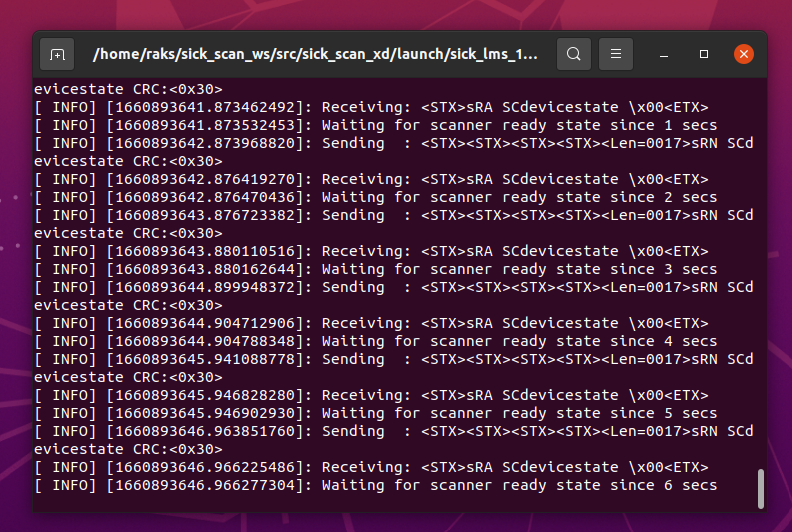 /home/raks/sick_scan_ws/src/sick_scan_xd/launch/sick_lms_1...
evicestate CRC:<0x30>
[ INFO] [1660893641.873462492]: Receiving: <STX>sRA SCdevicestate \x00<ETX>
[ INFO] [1660893641.873532453]: Waiting for scanner ready state since 1 secs
[ INFO] [1660893642.873968820]: Sending  : <STX><STX><STX><STX><Len=0017>sRN SCd
evicestate CRC:<0x30>
[ INFO] [1660893642.876419270]: Receiving: <STX>sRA SCdevicestate \x00<ETX>
[ INFO] [1660893642.876470436]: Waiting for scanner ready state since 2 secs
[ INFO] [1660893643.876723382]: Sending  : <STX><STX><STX><STX><Len=0017>sRN SCd
evicestate CRC:<0x30>
[ INFO] [1660893643.880110516]: Receiving: <STX>sRA SCdevicestate \x00<ETX>
[ INFO] [1660893643.880162644]: Waiting for scanner ready state since 3 secs
[ INFO] [1660893644.899948372]: Sending  : <STX><STX><STX><STX><Len=0017>sRN SCd
evicestate CRC:<0x30>
[ INFO] [1660893644.904712906]: Receiving: <STX>sRA SCdevicestate \x00<ETX>
[ INFO] [1660893644.904788348]: Waiting for scanner ready state since 4 secs
[ INFO] [1660893645.941088778]: Sending  : <STX><STX><STX><STX><Len=0017>sRN SCd
evicestate CRC:<0x30>
[ INFO] [1660893645.946828280]: Receiving: <STX>sRA SCdevicestate \x00<ETX>
[ INFO] [1660893645.946902930]: Waiting for scanner ready state since 5 secs
[ INFO] [1660893646.963851760]: Sending  : <STX><STX><STX><STX><Len=0017>sRN SCd
evicestate CRC:<0x30>
[ INFO] [1660893646.966225486]: Receiving: <STX>sRA SCdevicestate \x00<ETX>
[ INFO] [1660893646.966277304]: Waiting for scanner ready state since 6 secs